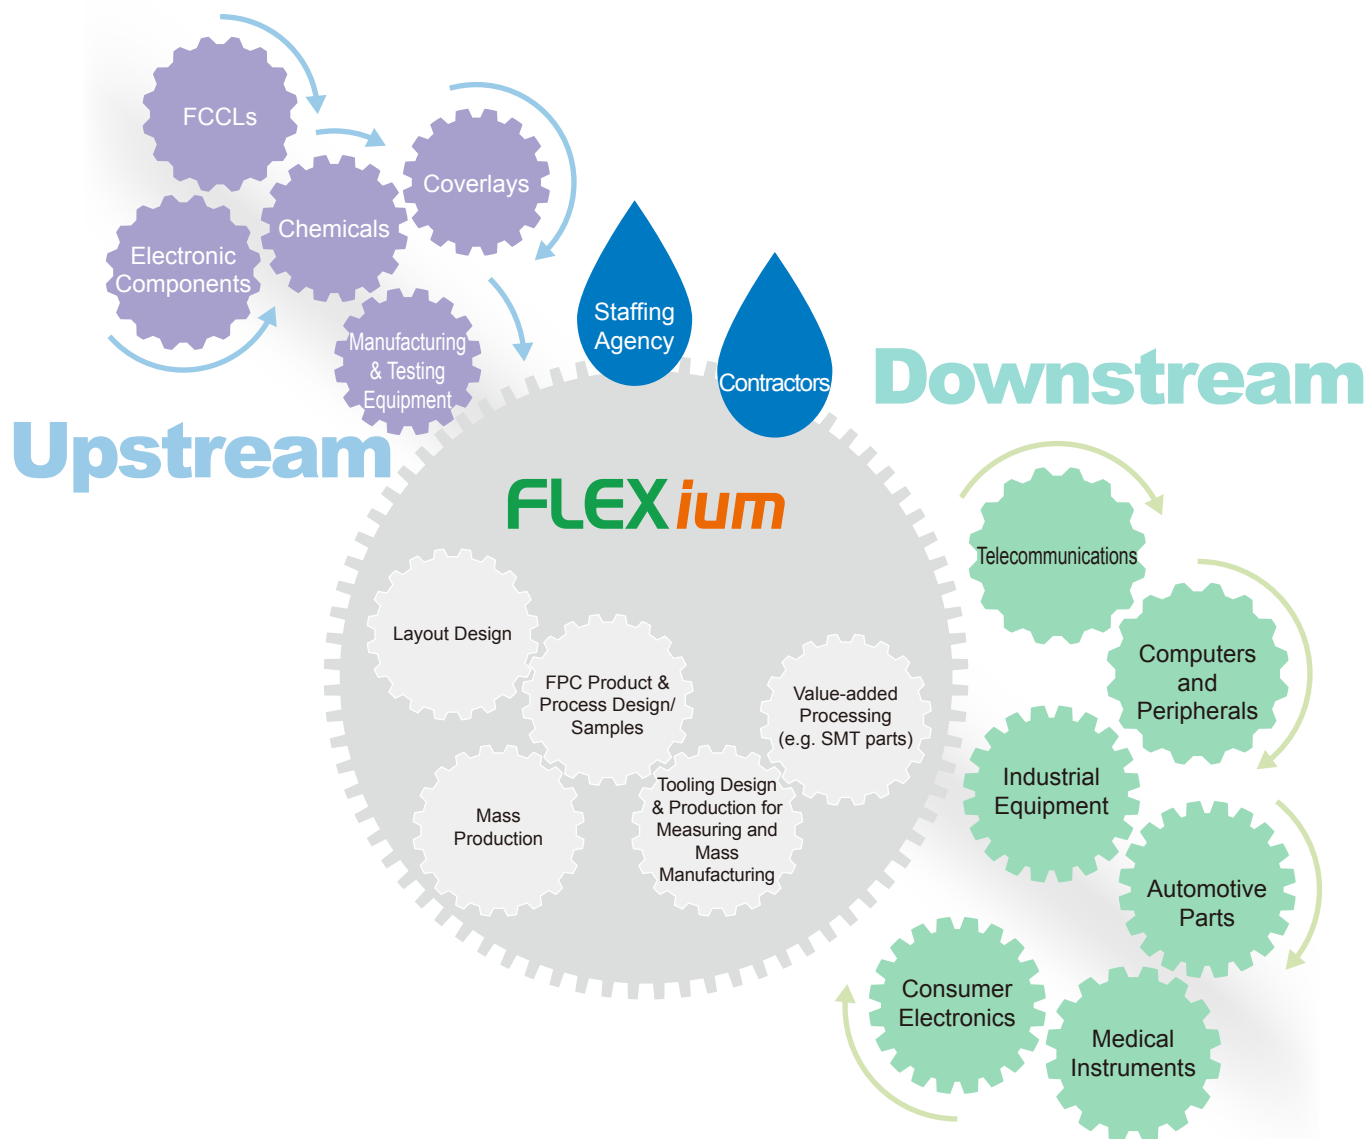 FCCLs
Coverlays
Chemicals
Electronic
Components
Manufacturing
& Testing
Equipment
Upstream
Staffing
Agency
Contractors
Downstream
FLEXium
Layout Design
FPC Product &
Process Design/
Samples
Value-added
Processing
(e.g. SMT parts)
Mass
Production
Tooling Design
& Production for
Measuring and
Mass
Manufacturing
Telecommunications
Computers
and
Peripherals
Industrial
Equipment
Automotive
Parts
Consumer
Electronics
Medical
Instruments